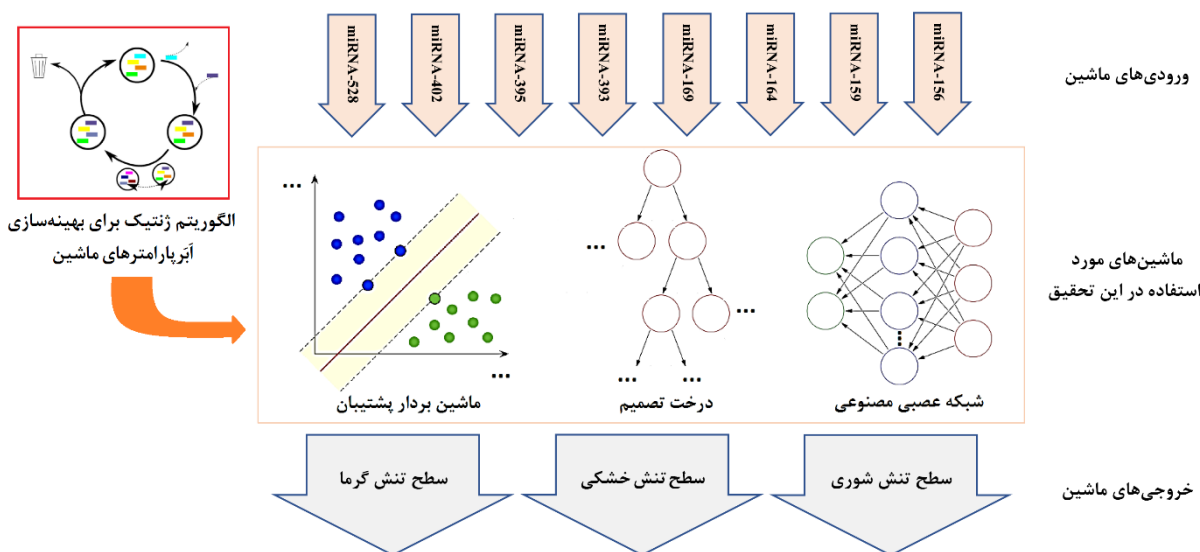 ورودی‌های ماشین
miRNA-156
miRNA-159
miRNA-164
miRNA-169
miRNA-393
miRNA-395
miRNA-402
miRNA-528
الگوریتم ژنتیک برای بهینه‌سازی
اَبَرپارامترهای ماشین
ماشین‌های مورد
استفاده در این تحقیق
...
...
...
...
...
...
شبکه عصبی مصنوعی
درخت تصمیم
ماشین بردار پشتیبان
خروجی‌های ماشین
سطح تنش شوری
سطح تنش خشکی
سطح تنش گرما